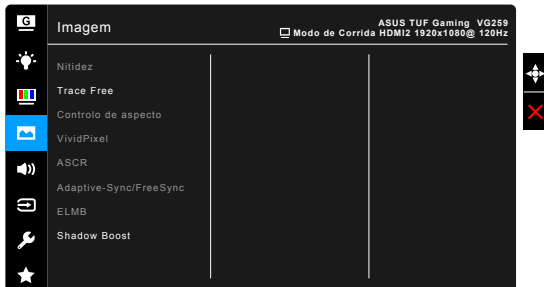 G
Imagem
ASUS TUF Gaming VG259
Modo de Corrida HDMI2 1920x1080@ 120Hz
Nitidez
Trace Free
Controlo de aspecto
VividPixel
ASCR
Adaptive-Sync/FreeSync
ELMB
Shadow Boost